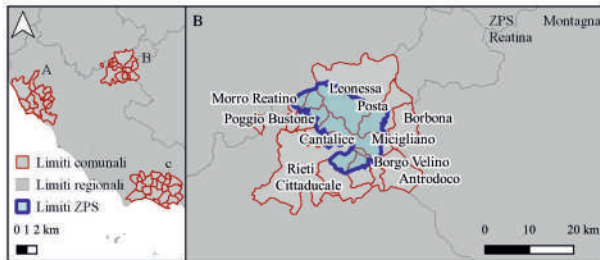 A
B
c
Limiti comunali
Limiti regionali
Limiti ZPS
0 1 2 km
B
ZPS Montagna
Reatina
Leonessa
Morro Reatino
Posta
Poggio Bustone
Borbona
Cantalice
Micigliano
Rieti
Borgo Velino
Cittaducale
Antrodoco
0 10 20 km